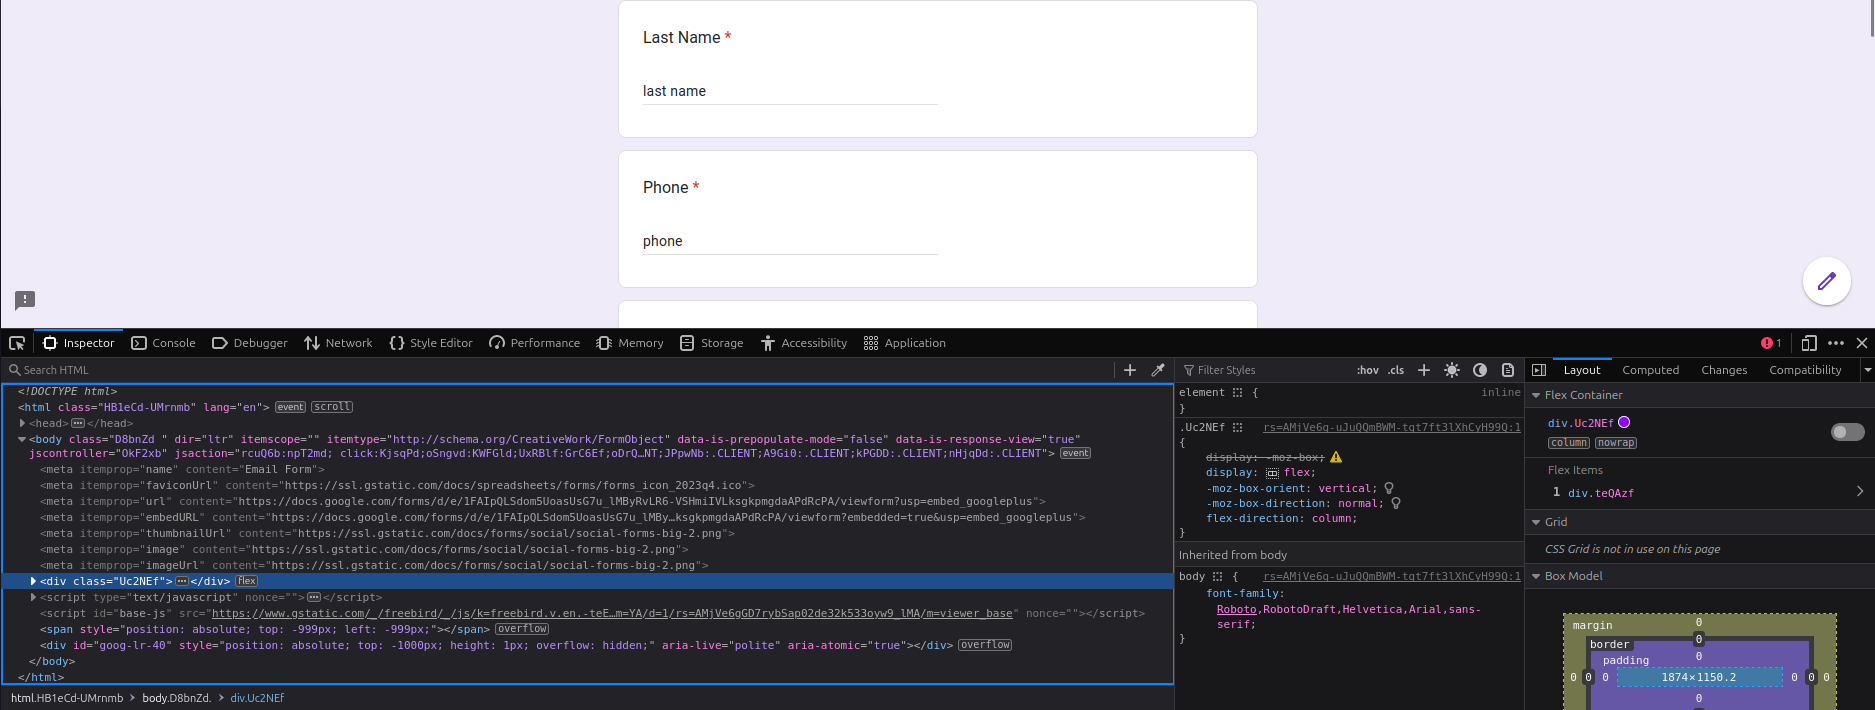 Last Name *
last name
Phone *
phone
Inspector Console Debugger Network Style Editor Performance Memory Storage Accessibility Application 1
Search HTML
<!DOCTYPE html>
<html class="HB1eCd-UMrnmb" lang="en"> event scroll
<head> ⋯ </head>
<body class="D8bnZd " dir="ltr" itemscope="" itemtype="http://schema.org/CreativeWork/FormObject" data-is-prepopulate-mode="false" data-is-response-view="true"
jscontroller="OkF2xb" jsaction="rcuQ6b:npT2md; click:KjsqPd;oSngvd:KWFGld;UxRBlf:GrC6Ef;oDrQ…NT;JPpwNb:.CLIENT;A9Gi0:.CLIENT;kPGDD:.CLIENT;nHjqDd:.CLIENT"> event
<meta itemprop="name" content="Email Form">
<meta itemprop="faviconUrl" content="https://ssl.gstatic.com/docs/spreadsheets/forms/forms_icon_2023q4.ico">
<meta itemprop="url" content="https://docs.google.com/forms/d/e/1FAIpQLSdom5UoasUsG7u_lMByRvLR6-VSHmiIVLksgkpmgdaAPdRcPA/viewform?usp=embed_googleplus">
<meta itemprop="embedURL" content="https://docs.google.com/forms/d/e/1FAIpQLSdom5UoasUsG7u_lMBy…ksgkpmgdaAPdRcPA/viewform?embedded=true&usp=embed_googleplus">
<meta itemprop="thumbnailUrl" content="https://ssl.gstatic.com/docs/forms/social/social-forms-big-2.png">
<meta itemprop="image" content="https://ssl.gstatic.com/docs/forms/social/social-forms-big-2.png">
<meta itemprop="imageUrl" content="https://ssl.gstatic.com/docs/forms/social/social-forms-big-2.png">
<div class="Uc2NEf"> ⋯ </div> flex
<script type="text/javascript" nonce=""> ⋯ </script>
<script id="base-js" src="https://www.gstatic.com/_/freebird/_/js/k=freebird.v.en.-teE…m=YA/d=1/rs=AMjVe6gGD7rybSap02de32k533oyw9_lMA/m=viewer_base" nonce=""></script>
<span style="position: absolute; top: -999px; left: -999px;"></span> overflow
<div id="goog-lr-40" style="position: absolute; top: -1000px; height: 1px; overflow: hidden;" aria-live="polite" aria-atomic="true"></div> overflow
</body>
</html>
html.HB1eCd-UMrnmb > body.D8bnZd. > div.Uc2NEf
Filter Styles :hov .cls
element { inline
}
.Uc2NEf rs=AMjVe6g-uJuQQmBWM-tgt7ft3lXhCyH99Q:1
{
display: -moz-box;
display: flex;
-moz-box-orient: vertical;
-moz-box-direction: normal;
flex-direction: column;
}
Inherited from body
body { rs=AMjVe6g-uJuQQmBWM-tgt7ft3lXhCyH99Q:1
font-family:
Roboto,RobotoDraft,Helvetica,Arial,sans-
serif;
}
Layout Computed Changes Compatibility
Flex Container
div.Uc2NEf
column nowrap
Flex Items
1 div.teQAzf
Grid
CSS Grid is not in use on this page
Box Model
margin 0
border 0
padding 0
0 0 0 1874×1150.2 0 0 0
0